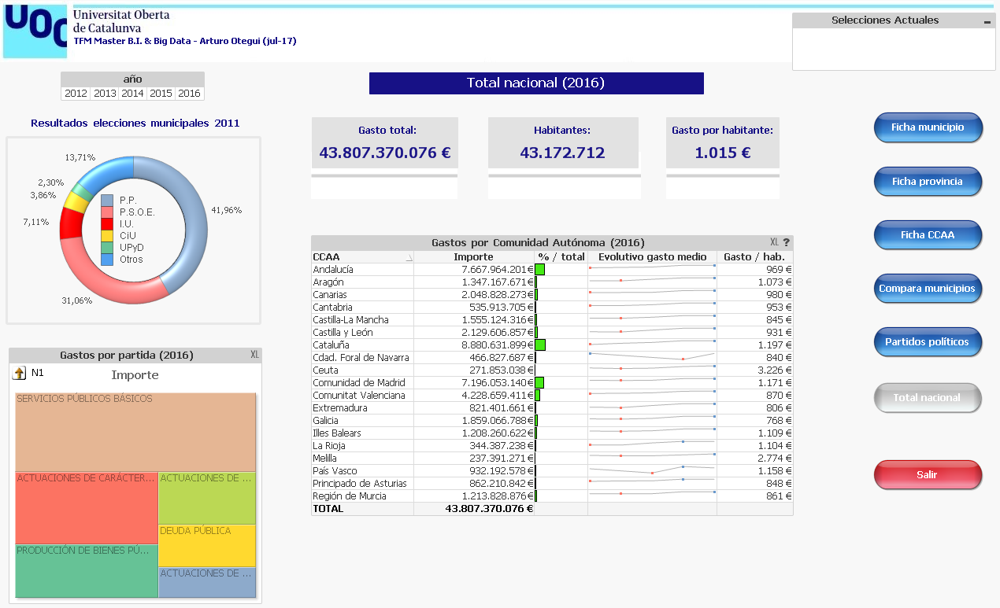 UOC
Universitat Oberta
de Catalunya
TFM Master B.I. & Big Data - Arturo Otegui (jul-17)
Selecciones Actuales
año
2012 2013 2014 2015 2016
Total nacional (2016)
Resultados elecciones municipales 2011
13,71%
2,30%
3,86%
7,11%
41,96%
31,06%
P.P.
P.S.O.E.
I.U.
CiU
UPyD
Otros
Gasto total:
43.807.370.076 €
Habitantes:
43.172.712
Gasto por habitante:
1.015 €
Ficha municipio
Ficha provincia
Ficha CCAA
Compara municipios
Partidos políticos
Total nacional
Salir
Gastos por Comunidad Autónoma (2016) XL ?
CCAA Importe % / total Evolutivo gasto medio Gasto / hab.
Andalucía 7.667.964.201 € 969 €
Aragón 1.347.167.671 € 1.073 €
Canarias 2.048.828.273 € 980 €
Cantabria 535.913.705 € 953 €
Castilla-La Mancha 1.555.124.316 € 845 €
Castilla y León 2.129.606.857 € 931 €
Cataluña 8.880.631.899 € 1.197 €
Cdad. Foral de Navarra 466.827.687 € 840 €
Ceuta 271.853.038 € 3.226 €
Comunidad de Madrid 7.196.053.140 € 1.171 €
Comunitat Valenciana 4.228.659.411 € 870 €
Extremadura 821.401.661 € 806 €
Galicia 1.859.066.788 € 768 €
Illes Balears 1.208.260.622 € 1.109 €
La Rioja 344.387.238 € 1.104 €
Melilla 237.391.271 € 2.774 €
País Vasco 932.192.578 € 1.158 €
Principado de Asturias 862.210.842 € 848 €
Región de Murcia 1.213.828.876 € 861 €
TOTAL 43.807.370.076 €
Gastos por partida (2016) XL
N1
Importe
SERVICIOS PÚBLICOS BÁSICOS
ACTUACIONES DE CARÁCTER...
ACTUACIONES DE ...
DEUDA PÚBLICA
PRODUCCIÓN DE BIENES PÚ...
ACTUACIONES DE ...